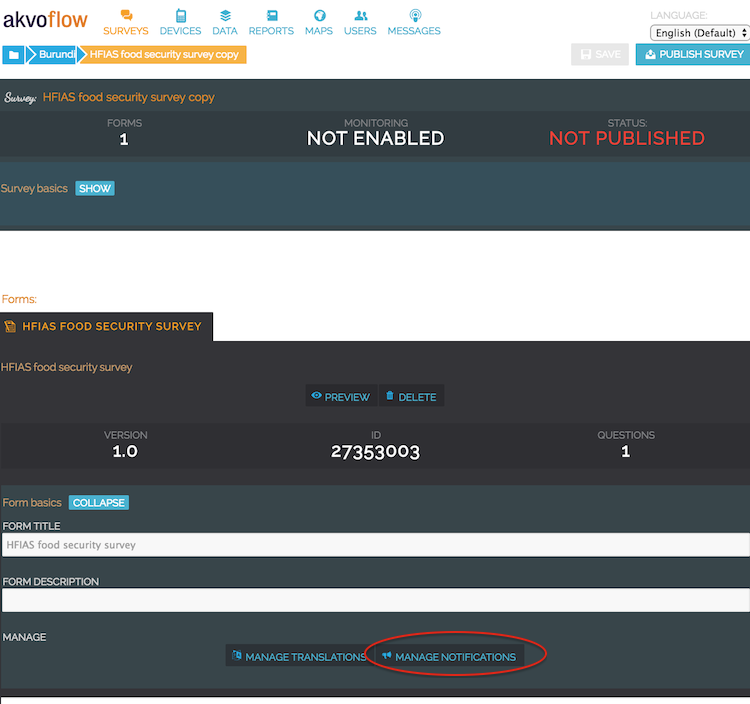 akvoflow
SURVEYS DEVICES DATA REPORTS MAPS USERS MESSAGES
LANGUAGE:
English (Default)
Burundi HFIAS food security survey copy
SAVE PUBLISH SURVEY
Survey: HFIAS food security survey copy
FORMS MONITORING STATUS:
1 NOT ENABLED NOT PUBLISHED
Survey basics SHOW
Forms:
HFIAS FOOD SECURITY SURVEY
HFIAS food security survey
PREVIEW DELETE
VERSION ID QUESTIONS
1.0 27353003 1
Form basics COLLAPSE
FORM TITLE
HFIAS food security survey
FORM DESCRIPTION
MANAGE
MANAGE TRANSLATIONS MANAGE NOTIFICATIONS